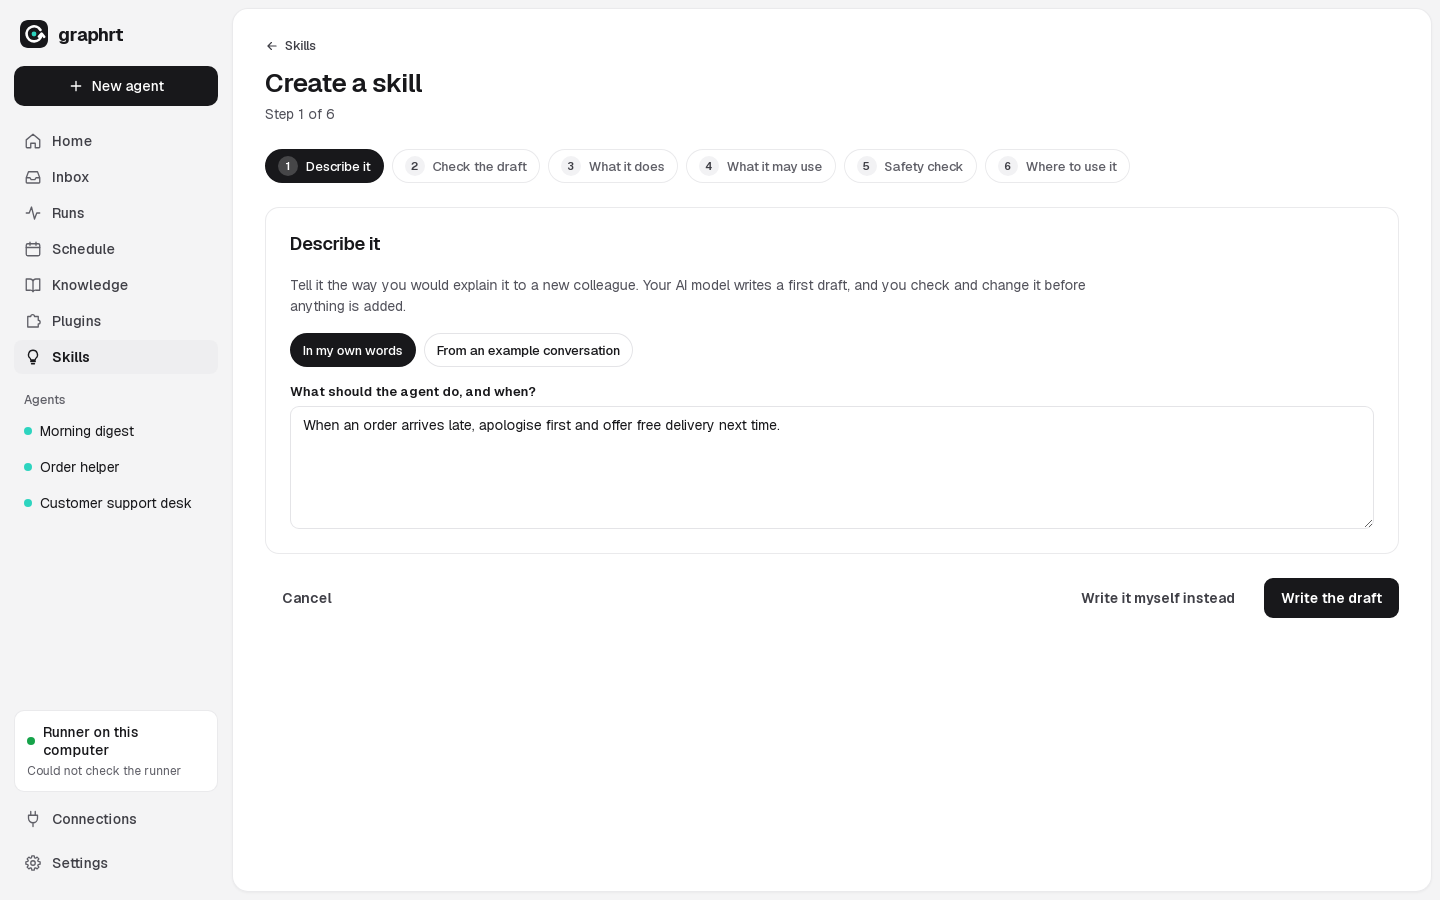 graphrt
New agent
Home
Inbox
Runs
Schedule
Knowledge
Plugins
Skills
Agents
Morning digest
Order helper
Customer support desk
Runner on this
computer
Could not check the runner
Connections
Settings
Skills
Create a skill
Step 1 of 6
1 Describe it
2 Check the draft
3 What it does
4 What it may use
5 Safety check
6 Where to use it
Describe it
Tell it the way you would explain it to a new colleague. Your AI model writes a first draft, and you check and change it before
anything is added.
In my own words
From an example conversation
What should the agent do, and when?
When an order arrives late, apologise first and offer free delivery next time.
Cancel
Write it myself instead
Write the draft